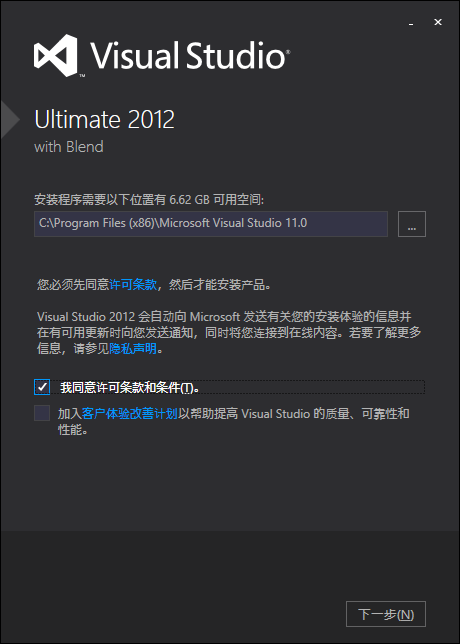 Visual Studio®
™
Ultimate 2012
with Blend
安装程序需要以下位置有 6.62 GB 可用空间:
C:\Program Files (x86)\Microsoft Visual Studio 11.0
...
您必须先同意许可条款，然后才能安装产品。
Visual Studio 2012 会自动向 Microsoft 发送有关您的安装体验的信息并
在有可用更新时向您发送通知，同时将您连接到在线内容。若要了解更多
信息，请参见隐私声明。
我同意许可条款和条件(T)。
加入客户体验改善计划以帮助提高 Visual Studio 的质量、可靠性和
性能。
下一步(N)